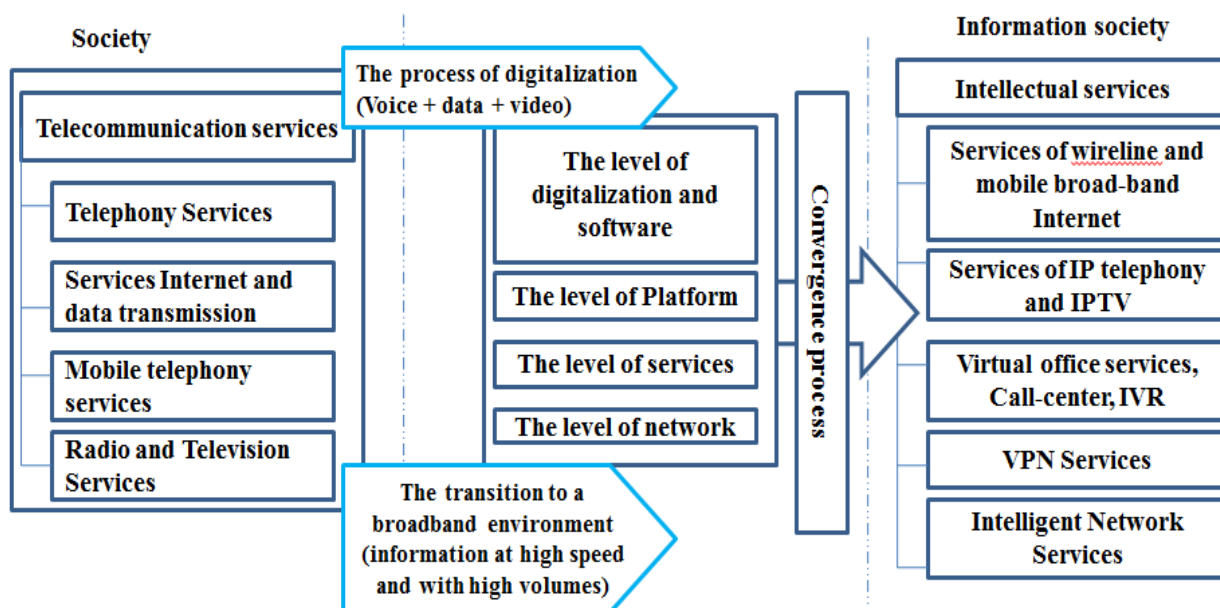 Society
Telecommunication services
Telephony Services
Services Internet and
data transmission
Mobile telephony
services
Radio and Television
Services
The process of digitalization
(Voice + data + video)
The level of
digitalization and
software
The level of Platform
The level of services
The level of network
The transition to a
broadband environment
(information at high speed
and with high volumes)
Convergence process
Information society
Intellectual services
Services of wireline and
mobile broad-band
Internet
Services of IP telephony
and IPTV
Virtual office services,
Call-center, IVR
VPN Services
Intelligent Network
Services